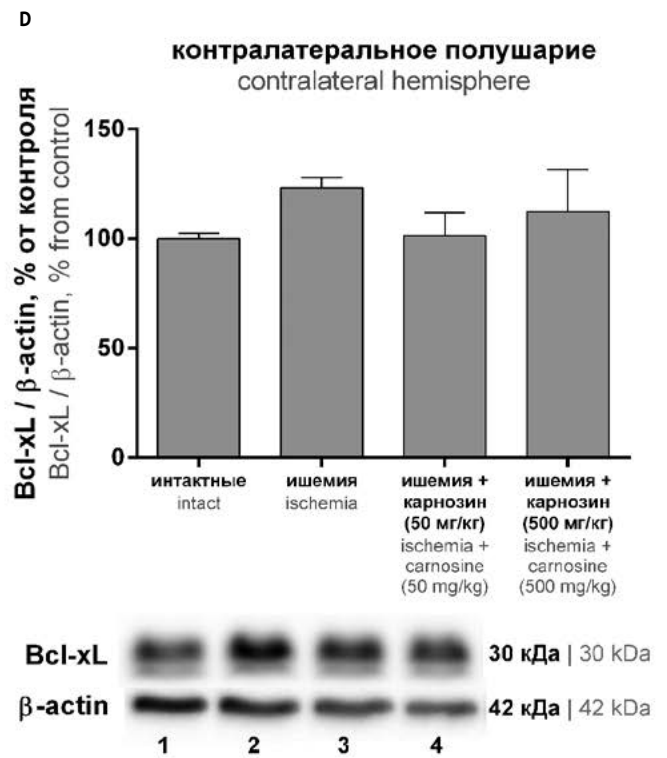 D
контралатеральное полушарие
contralateral hemisphere
Bcl-xL / β-actin, % от контроля
Bcl-xL / β-actin, % from control
150
100
50
0
интактные
intact
ишемия
ischemia
ишемия +
карнозин
(50 мг/кг)
ischemia +
carnosine
(50 mg/kg)
ишемия +
карнозин
(500 мг/кг)
ischemia +
carnosine
(500 mg/kg)
Bcl-xL 30 кДа | 30 kDa
β-actin 42 кДа | 42 kDa
1 2 3 4